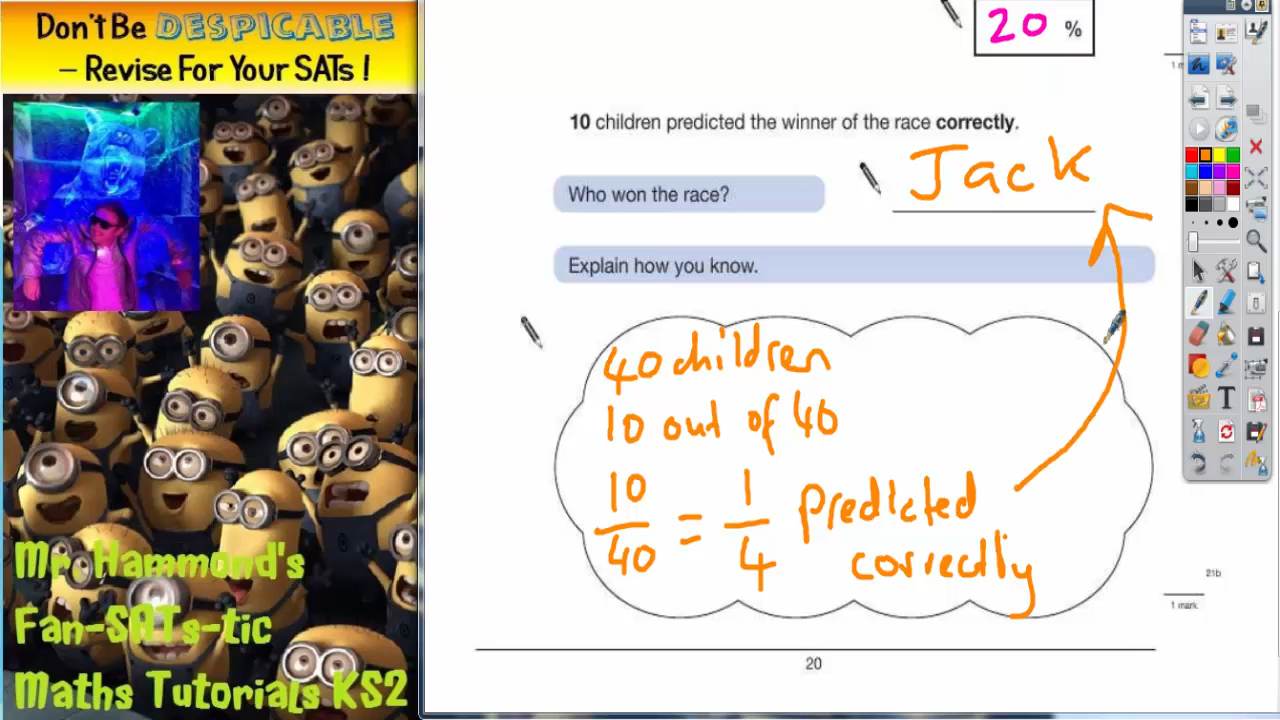 Don't Be DESPICABLE
– Revise For Your SATs !
Mr. Hammond's
Fan-SATs-tic
Maths Tutorials KS2
20 %
1 m
10 children predicted the winner of the race correctly.
Who won the race?
Jack
Explain how you know.
40 children
10 out of 40
10/40 = 1/4 predicted
correctly
21b
1 mark
20